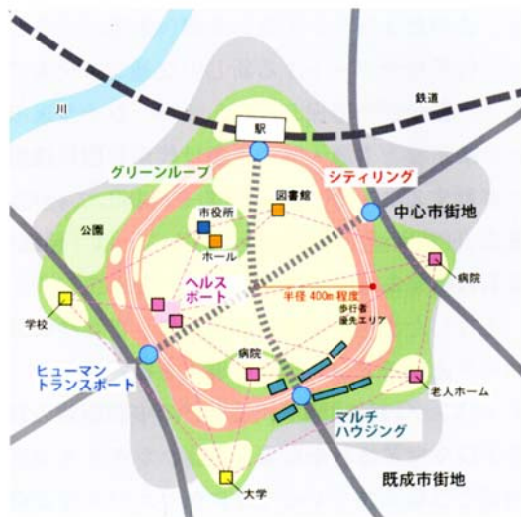 鉄道
川
駅
グリーンループ
シティリング
図書館
市役所
中心市街地
公園
ホール
ヘルス
ポート
病院
半径 400m 程度
歩行者
優先エリア
学校
病院
ヒューマン
トランスポート
老人ホーム
マルチ
ハウジング
既成市街地
大学